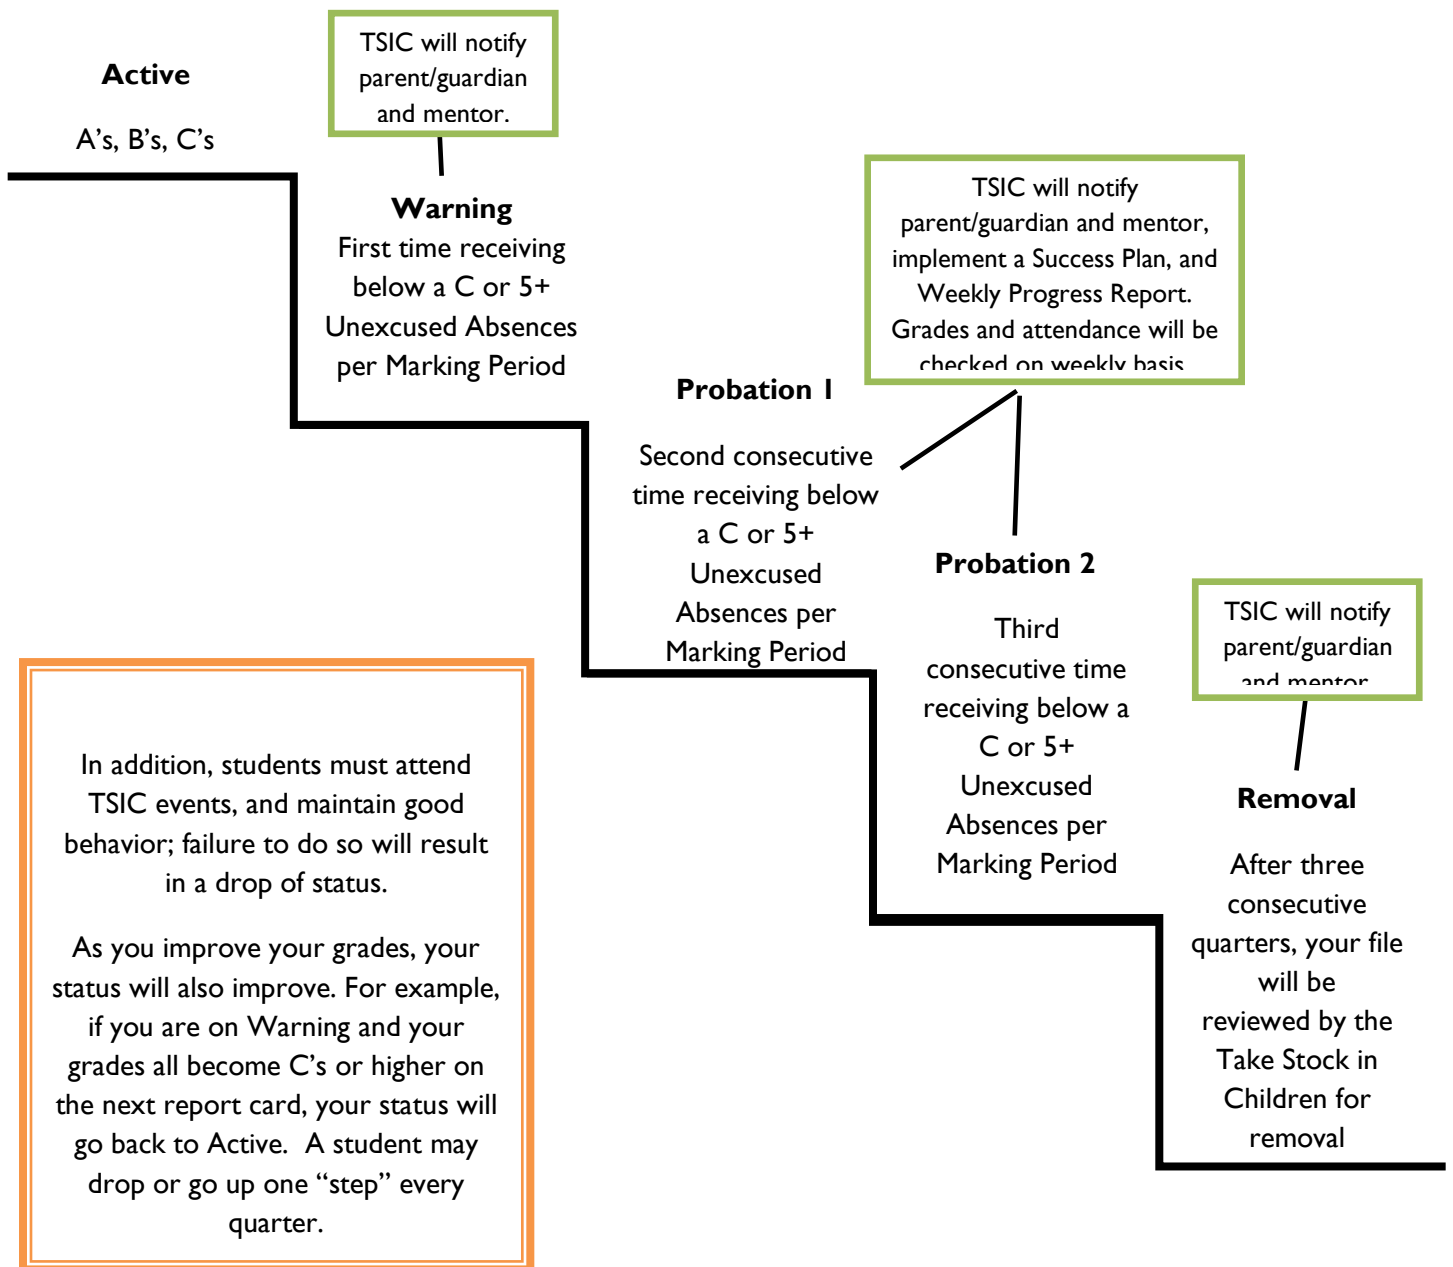 Active
A's, B's, C's
TSIC will notify
parent/guardian
and mentor.
Warning
First time receiving
below a C or 5+
Unexcused Absences
per Marking Period
TSIC will notify
parent/guardian and mentor,
implement a Success Plan, and
Weekly Progress Report.
Grades and attendance will be
checked on weekly basis
Probation 1
Second consecutive
time receiving below
a C or 5+
Unexcused
Absences per
Marking Period
Probation 2
Third
consecutive time
receiving below a
C or 5+
Unexcused
Absences per
Marking Period
TSIC will notify
parent/guardian
and mentor
Removal
After three
consecutive
quarters, your file
will be
reviewed by the
Take Stock in
Children for
removal
In addition, students must attend
TSIC events, and maintain good
behavior; failure to do so will result
in a drop of status.
As you improve your grades, your
status will also improve. For example,
if you are on Warning and your
grades all become C's or higher on
the next report card, your status will
go back to Active.  A student may
drop or go up one “step” every
quarter.